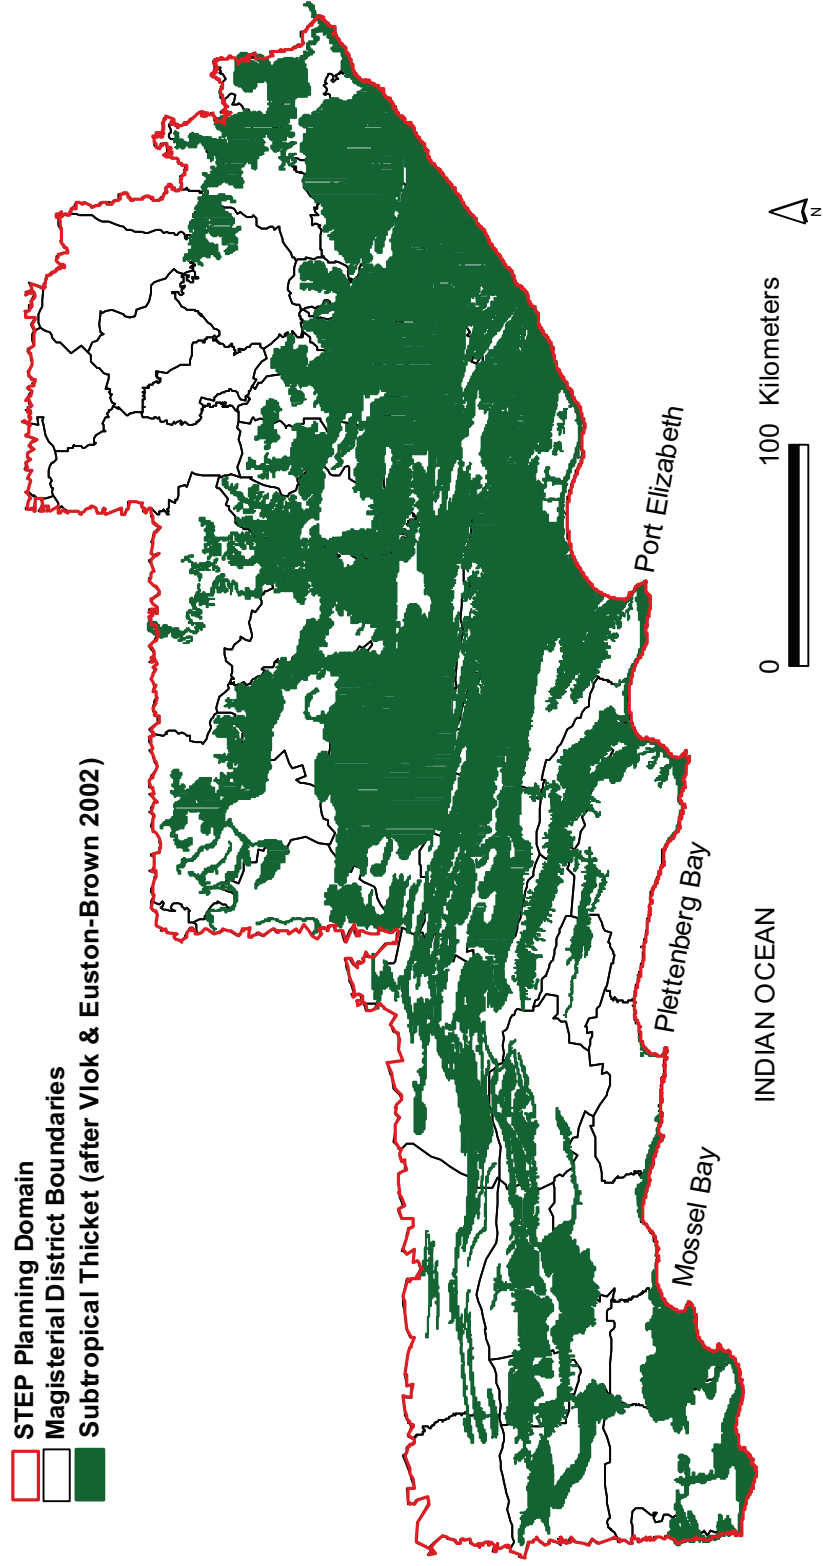 STEP Planning Domain
Magisterial District Boundaries
Subtropical Thicket (after Vlok & Euston-Brown 2002)
Mossel Bay
Plettenberg Bay
Port Elizabeth
INDIAN OCEAN
0 100 Kilometers
N